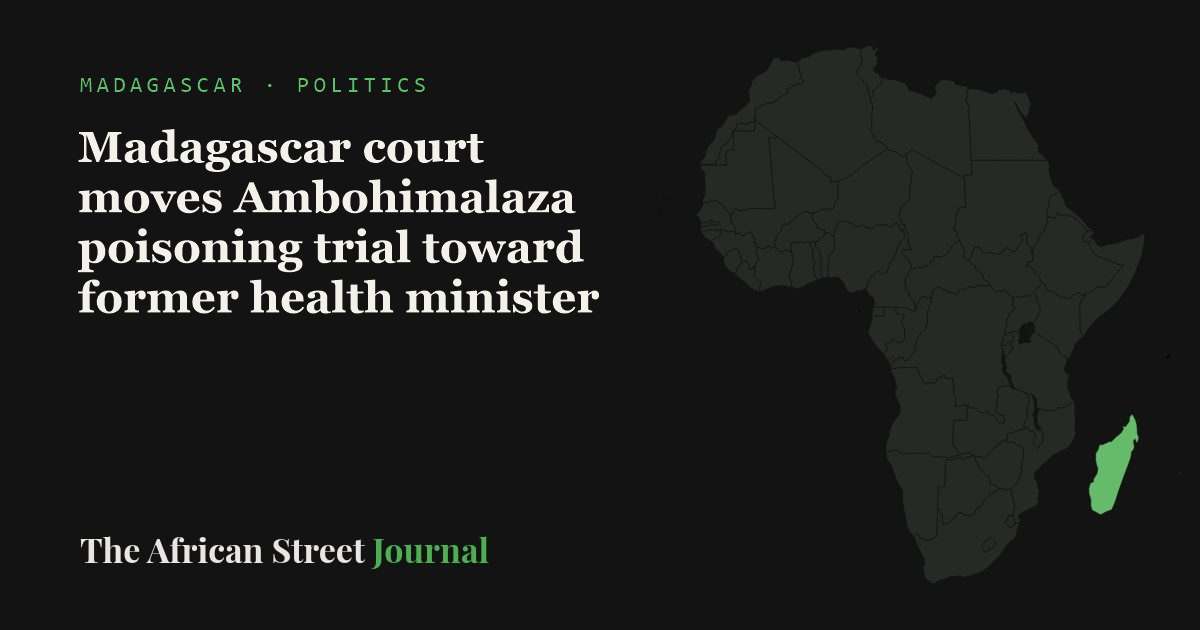 MADAGASCAR · POLITICS
Madagascar court
moves Ambohimalaza
poisoning trial toward
former health minister
The African Street Journal